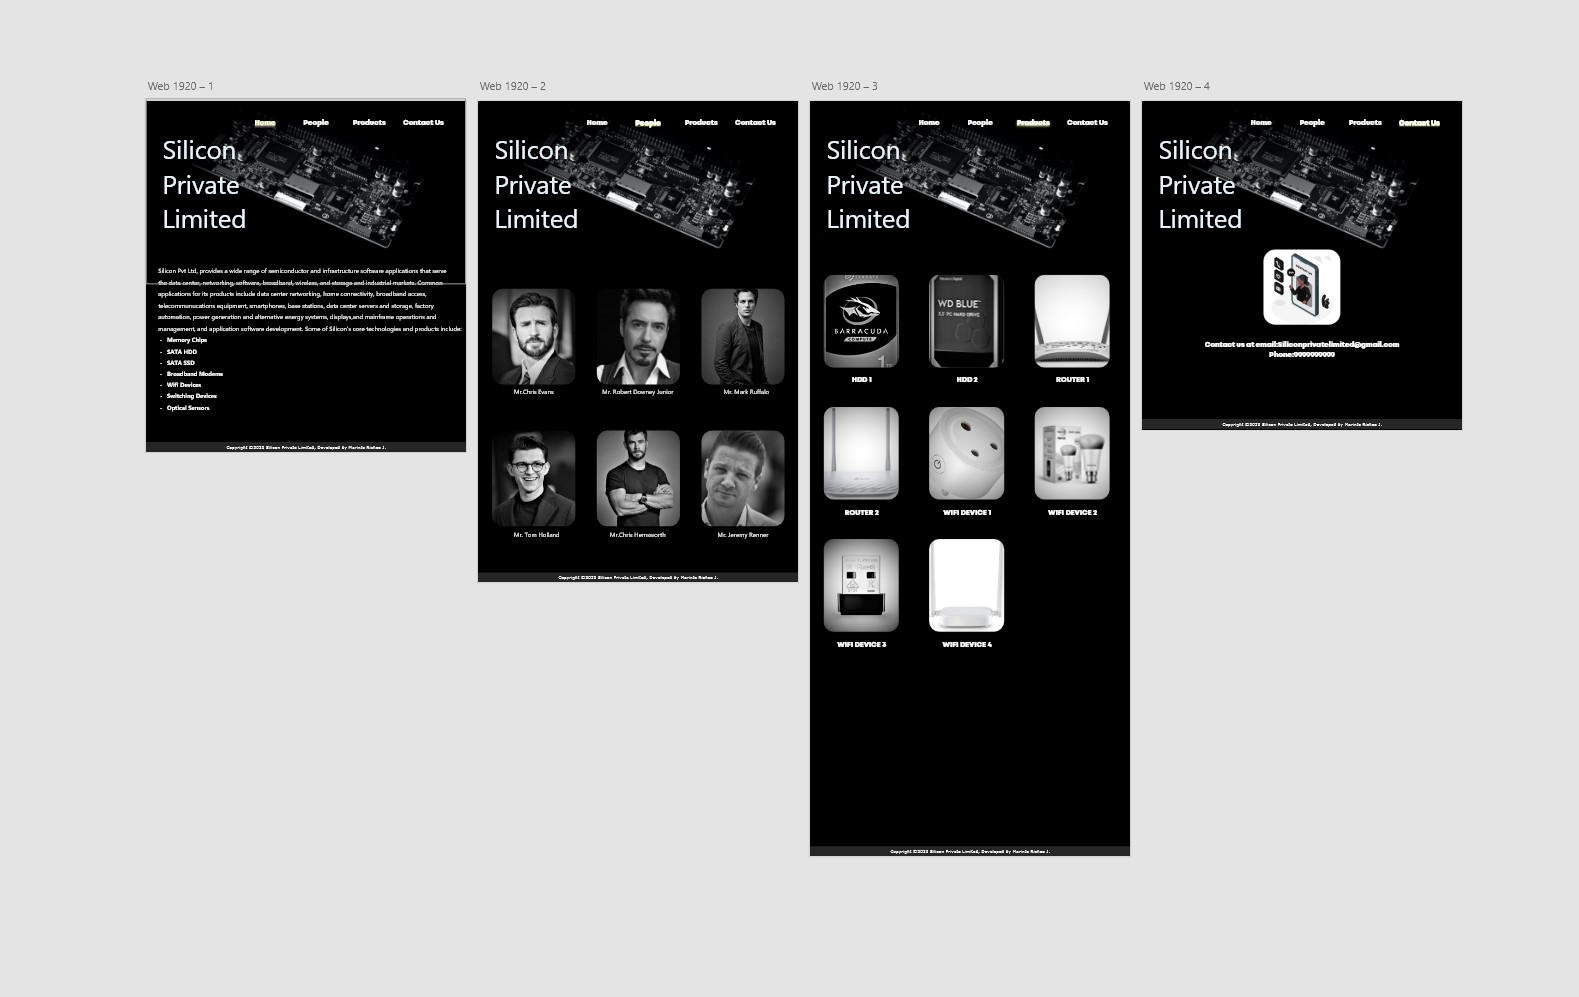 Web 1920 – 1
Home People Products Contact Us
Silicon
Private
Limited
Silicon Pvt Ltd, provides a wide range of semiconductor and infrastructure software applications that serve
the data center, networking, software, broadband, wireless, and storage and industrial markets. Common
applications for its products include data center networking, home connectivity, broadband access,
telecommunications equipment, smartphones, base stations, data center servers and storage, factory
automation, power generation and alternative energy systems, displays,and mainframe operations and
management, and application software development. Some of Silicon's core technologies and products include:
- Memory Chips
- SATA HDD
- SATA SSD
- Broadband Modems
- Wifi Devices
- Switching Devices
- Optical Sensors
Copyright ©2023 Silicon Private Limited, Developed By
Web 1920 – 2
Home People Products Contact Us
Silicon
Private
Limited
Mr.Chris Evans
Mr. Robert Downey Junior
Mr. Mark Ruffalo
Mr. Tom Holland
Mr.Chris Hemsworth
Mr. Jeremy Renner
Copyright ©2023 Silicon Private Limited, Developed By
Web 1920 – 3
Home People Products Contact Us
Silicon
Private
Limited
BARRACUDA
COMPUTE
WD BLUE
3.5" PC HARD DRIVE
HDD 1
HDD 2
ROUTER 1
ROUTER 2
WIFI DEVICE 1
WIFI DEVICE 2
WIFI DEVICE 3
WIFI DEVICE 4
Copyright ©2023 Silicon Private Limited, Developed By
Web 1920 – 4
Home People Products Contact Us
Silicon
Private
Limited
Contact us at email:Siliconprivatelimited@gmail.com
Phone:9999999999
Copyright ©2023 Silicon Private Limited, Developed By